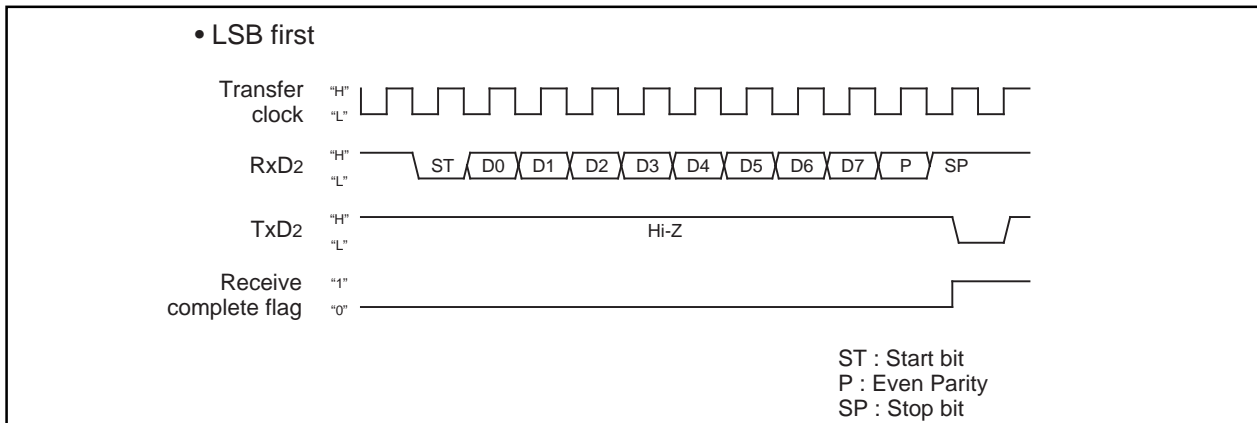 • LSB first
Transfer clock
“H”
“L”
RxD2
“H”
“L”
ST D0 D1 D2 D3 D4 D5 D6 D7 P SP
TxD2
“H”
“L”
Hi-Z
Receive complete flag
“1”
“0”
ST : Start bit
P : Even Parity
SP : Stop bit